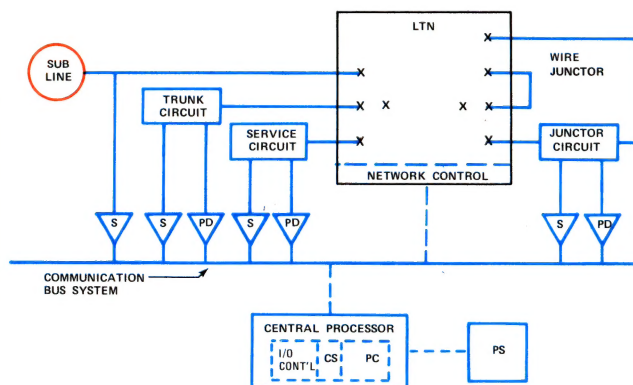 LTN
SUB
LINE
WIRE
JUNCTOR
X
X
X
X
X
X
X
X
X
TRUNK
CIRCUIT
SERVICE
CIRCUIT
JUNCTOR
CIRCUIT
NETWORK CONTROL
S
S
PD
S
PD
S
PD
COMMUNICATION
BUS SYSTEM
CENTRAL PROCESSOR
I/O
CONT'L
CS
PC
PS